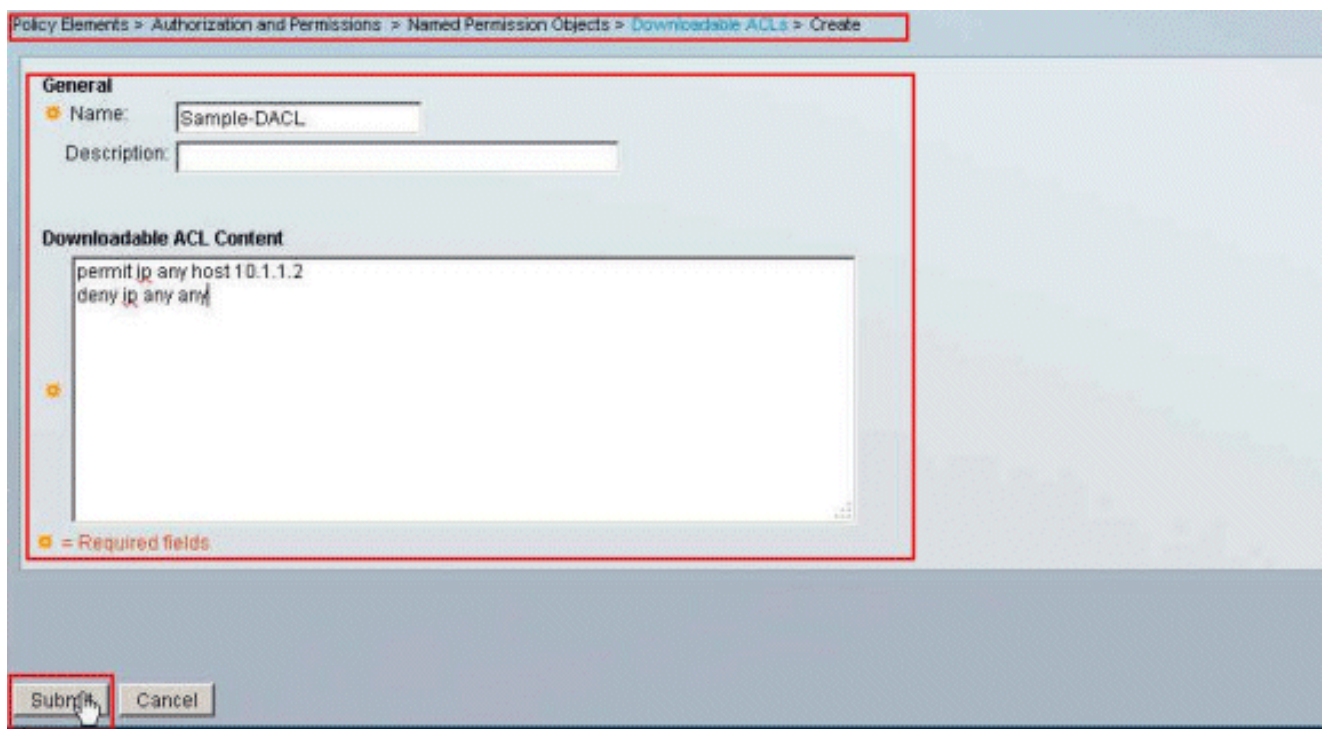 Policy Elements > Authorization and Permissions > Named Permission Objects > Downloadable ACLs > Create
General
Name: Sample-DACL
Description:
Downloadable ACL Content
permit ip any host 10.1.1.2
deny ip any any
= Required fields
Submit Cancel